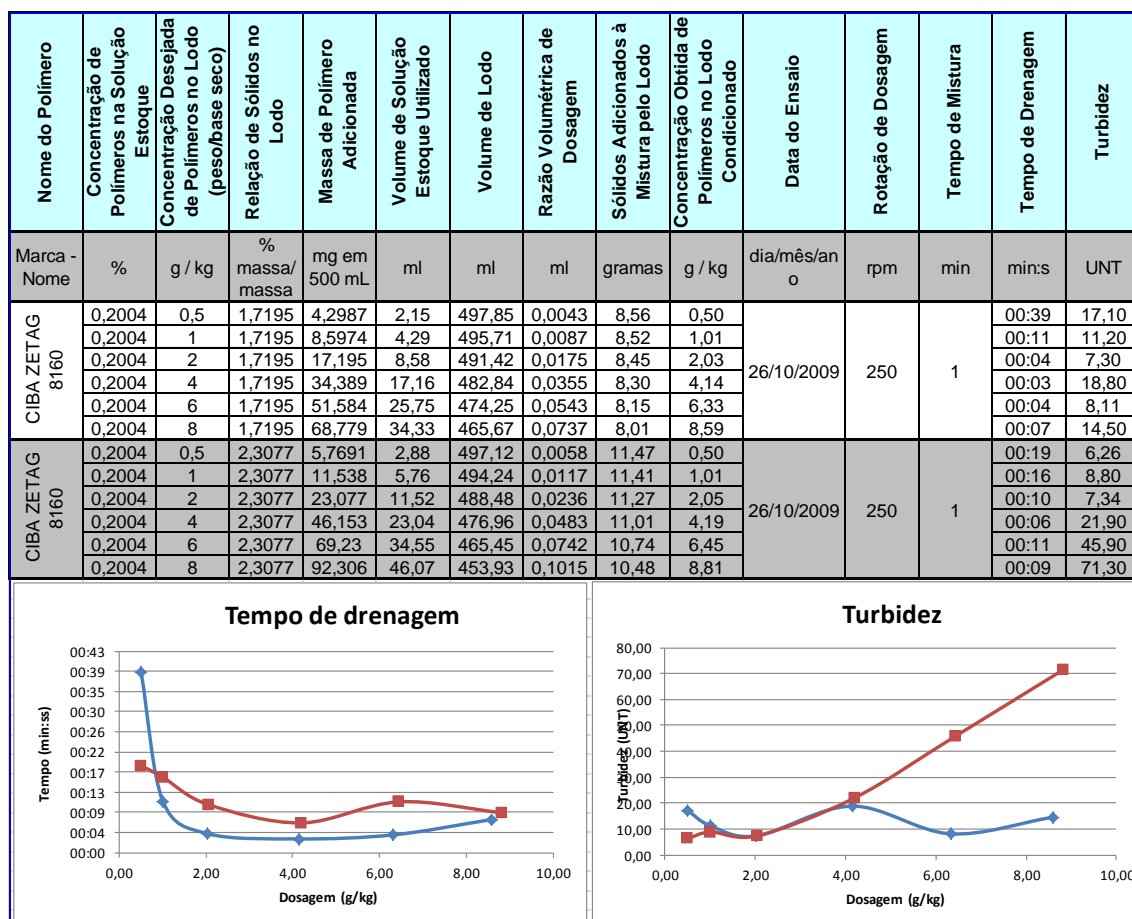 Nome do Polímero
Concentração de
Polímeros na Solução
Estoque
Concentração Desejada
de Polímeros no Lodo
(peso/base seco)
Relação de Sólidos no
Lodo
Massa de Polímero
Adicionada
Volume de Solução
Estoque Utilizado
Volume de Lodo
Razão Volumétrica de
Dosagem
Sólidos Adicionados à
Mistura pelo Lodo
Concentração Obtida de
Polímeros no Lodo
Condicionado
Data do Ensaio
Rotação de Dosagem
Tempo de Mistura
Tempo de Drenagem
Turbidez
Marca -
Nome
%
g / kg
%
massa/
massa
mg em
500 mL
ml
ml
ml
gramas
g / kg
dia/mês/an
o
rpm
min
min:s
UNT
CIBA ZETAG
8160
0,2004 0,5 1,7195 4,2987 2,15 497,85 0,0043 8,56 0,50 00:39 17,10
0,2004 1 1,7195 8,5974 4,29 495,71 0,0087 8,52 1,01 00:11 11,20
0,2004 2 1,7195 17,195 8,58 491,42 0,0175 8,45 2,03 00:04 7,30
26/10/2009 250 1
0,2004 4 1,7195 34,389 17,16 482,84 0,0355 8,30 4,14 00:03 18,80
0,2004 6 1,7195 51,584 25,75 474,25 0,0543 8,15 6,33 00:04 8,11
0,2004 8 1,7195 68,779 34,33 465,67 0,0737 8,01 8,59 00:07 14,50
CIBA ZETAG
8160
0,2004 0,5 2,3077 5,7691 2,88 497,12 0,0058 11,47 0,50 00:19 6,26
0,2004 1 2,3077 11,538 5,76 494,24 0,0117 11,41 1,01 00:16 8,80
0,2004 2 2,3077 23,077 11,52 488,48 0,0236 11,27 2,05 00:10 7,34
26/10/2009 250 1
0,2004 4 2,3077 46,153 23,04 476,96 0,0483 11,01 4,19 00:06 21,90
0,2004 6 2,3077 69,23 34,55 465,45 0,0742 10,74 6,45 00:11 45,90
0,2004 8 2,3077 92,306 46,07 453,93 0,1015 10,48 8,81 00:09 71,30
Tempo de drenagem
Tempo (min:ss)
00:43
00:39
00:35
00:30
00:26
00:22
00:17
00:13
00:09
00:04
00:00
0,00 2,00 4,00 6,00 8,00 10,00
Dosagem (g/kg)
Turbidez
Turbidez (UNT)
80,00
70,00
60,00
50,00
40,00
30,00
20,00
10,00
0,00
0,00 2,00 4,00 6,00 8,00 10,00
Dosagem (g/kg)